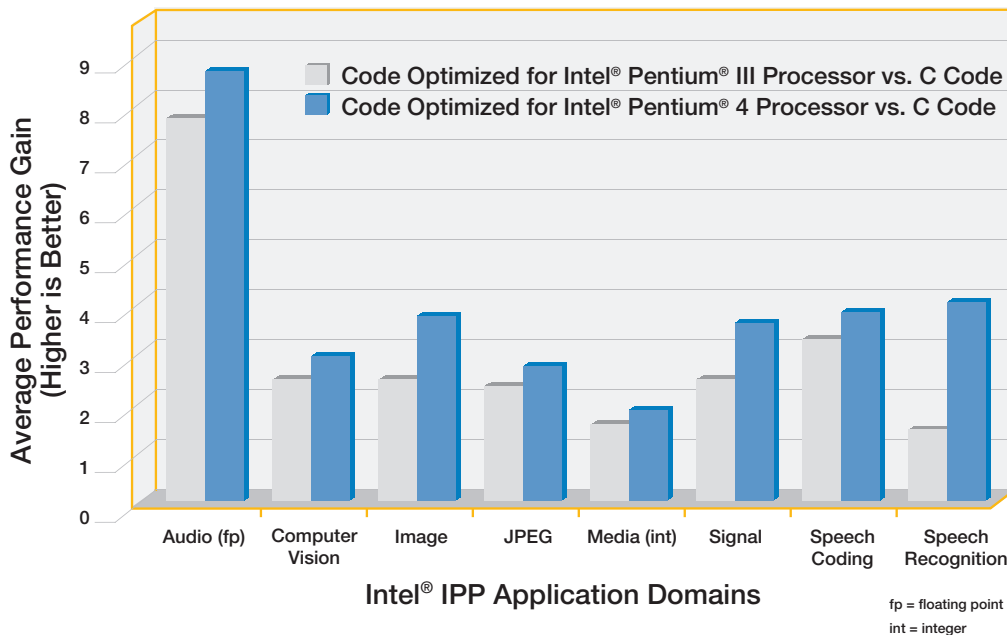 Average Performance Gain
(Higher is Better)
9
8
7
6
5
4
3
2
1
0
Code Optimized for Intel® Pentium® III Processor vs. C Code
Code Optimized for Intel® Pentium® 4 Processor vs. C Code
Audio (fp)
Computer
Vision
Image
JPEG
Media (int)
Signal
Speech
Coding
Speech
Recognition
Intel® IPP Application Domains
fp = floating point
int = integer